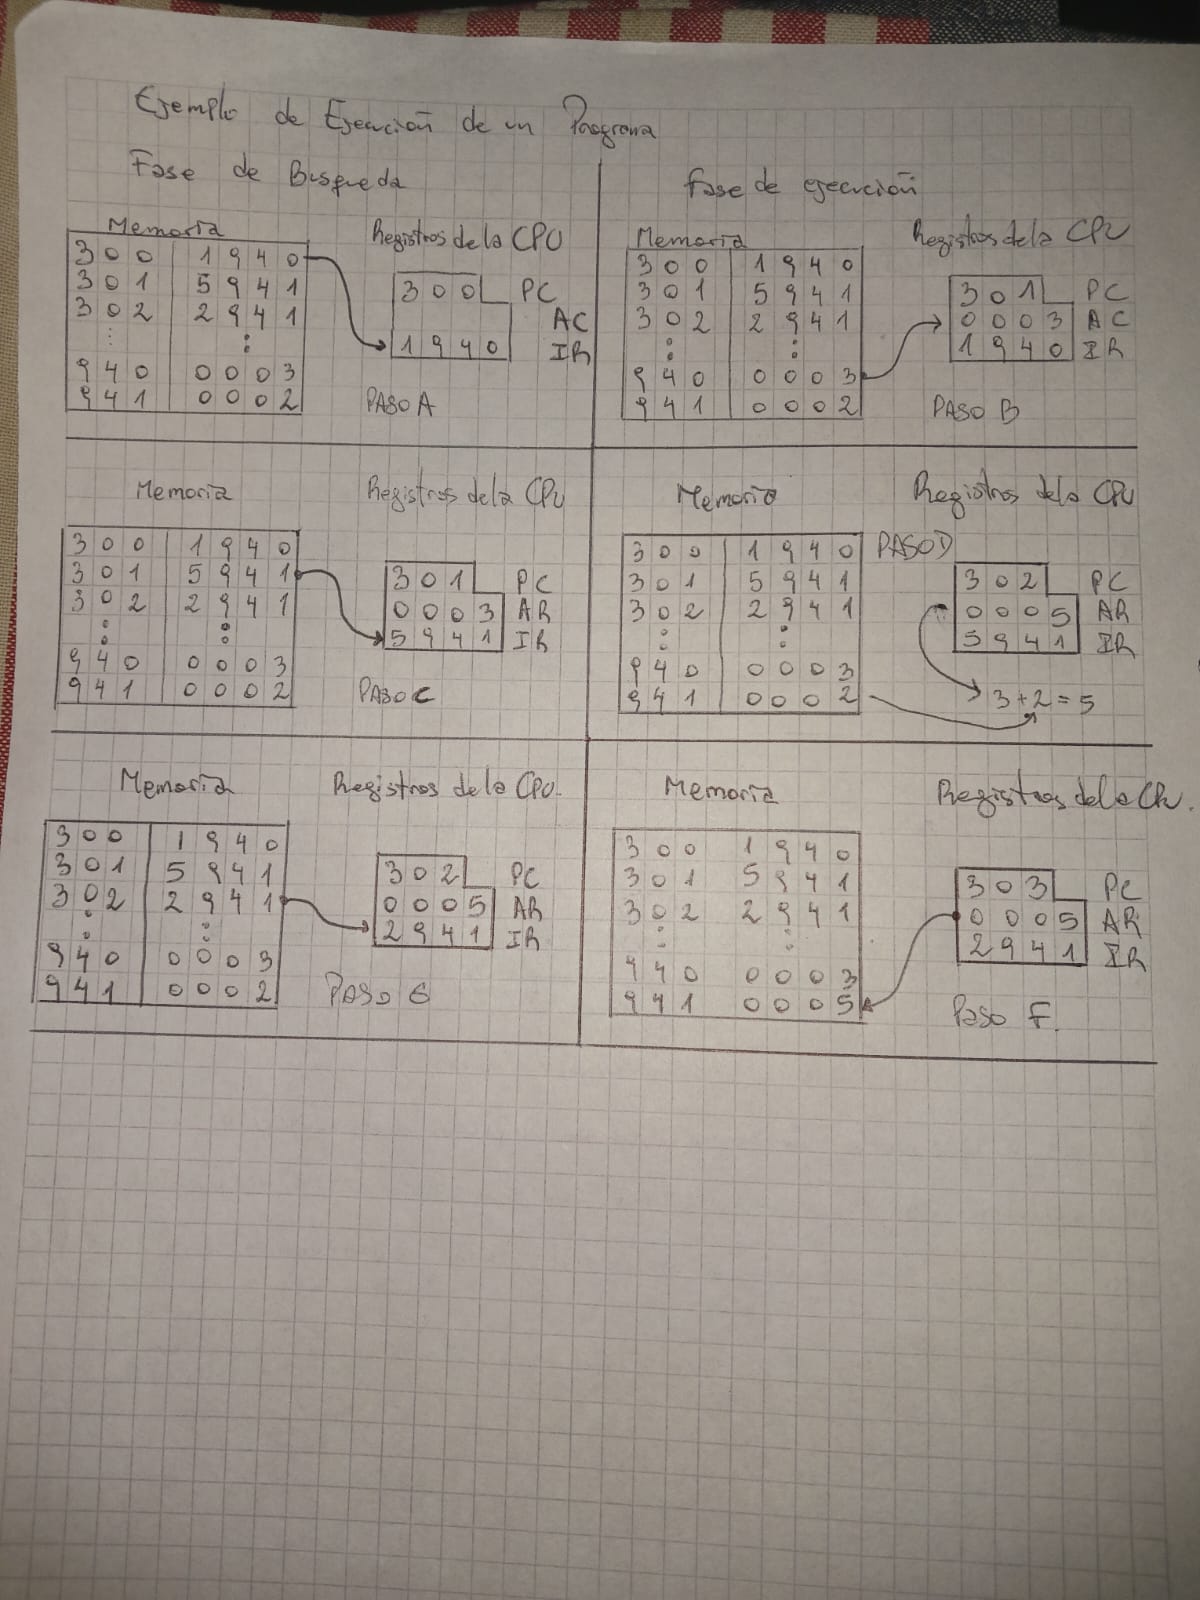 Ejemplo de Ejecución de un Programa
Fase de Busqueda
Memoria
Registros de la CPU
300 1940
301 5941
302 2941
940 0003
941 0002
300 PC
AC
1940 IR
PASO A
Fase de ejecución
Memoria
Registros de la CPU
300 1940
301 5941
302 2941
940 0003
941 0002
301 PC
0003 AC
1940 IR
PASO B
Memoria
Registros de la CPU
300 1940
301 5941
302 2941
940 0003
941 0002
301 PC
0003 AR
5941 IR
PASO C
Memoria
Registros de la CPU
PASO D
300 1940
301 5941
302 2941
940 0003
941 0002
302 PC
0005 AR
5941 IR
3+2=5
Memoria
Registros de la CPU.
300 1940
301 5941
302 2941
940 0003
941 0002
302 PC
0005 AR
2941 IR
PASO E
Memoria
Registros de la CPU.
300 1940
301 5941
302 2941
940 0003
941 0005
303 PC
0005 AR
2941 IR
Paso F.